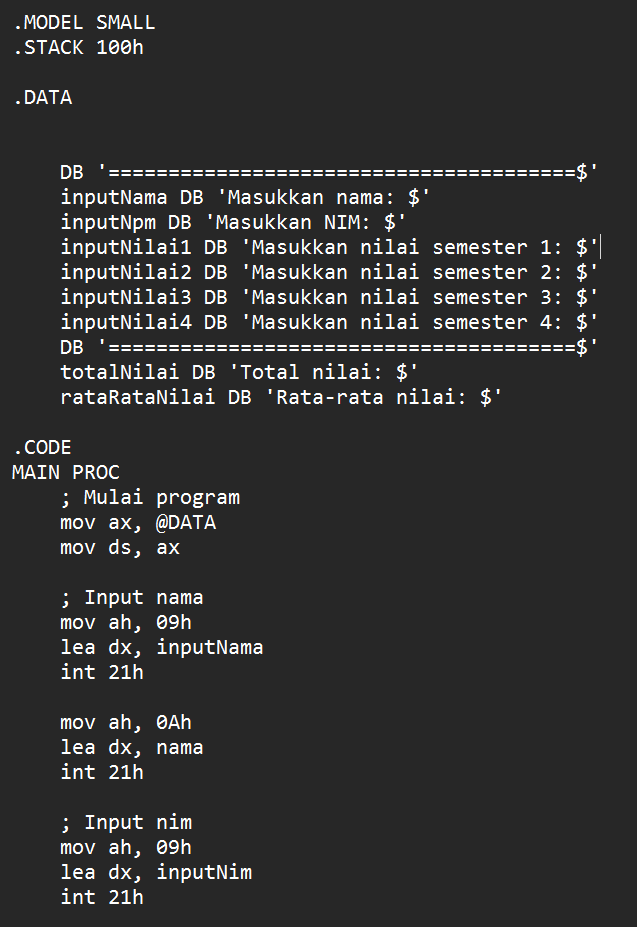 .MODEL SMALL
.STACK 100h
.DATA
DB '=======================================$'
inputNama DB 'Masukkan nama: $'
inputNpm DB 'Masukkan NIM: $'
inputNilai1 DB 'Masukkan nilai semester 1: $'
inputNilai2 DB 'Masukkan nilai semester 2: $'
inputNilai3 DB 'Masukkan nilai semester 3: $'
inputNilai4 DB 'Masukkan nilai semester 4: $'
DB '=======================================$'
totalNilai DB 'Total nilai: $'
rataRataNilai DB 'Rata-rata nilai: $'
.CODE
MAIN PROC
; Mulai program
mov ax, @DATA
mov ds, ax
; Input nama
mov ah, 09h
lea dx, inputNama
int 21h
mov ah, 0Ah
lea dx, nama
int 21h
; Input nim
mov ah, 09h
lea dx, inputNim
int 21h